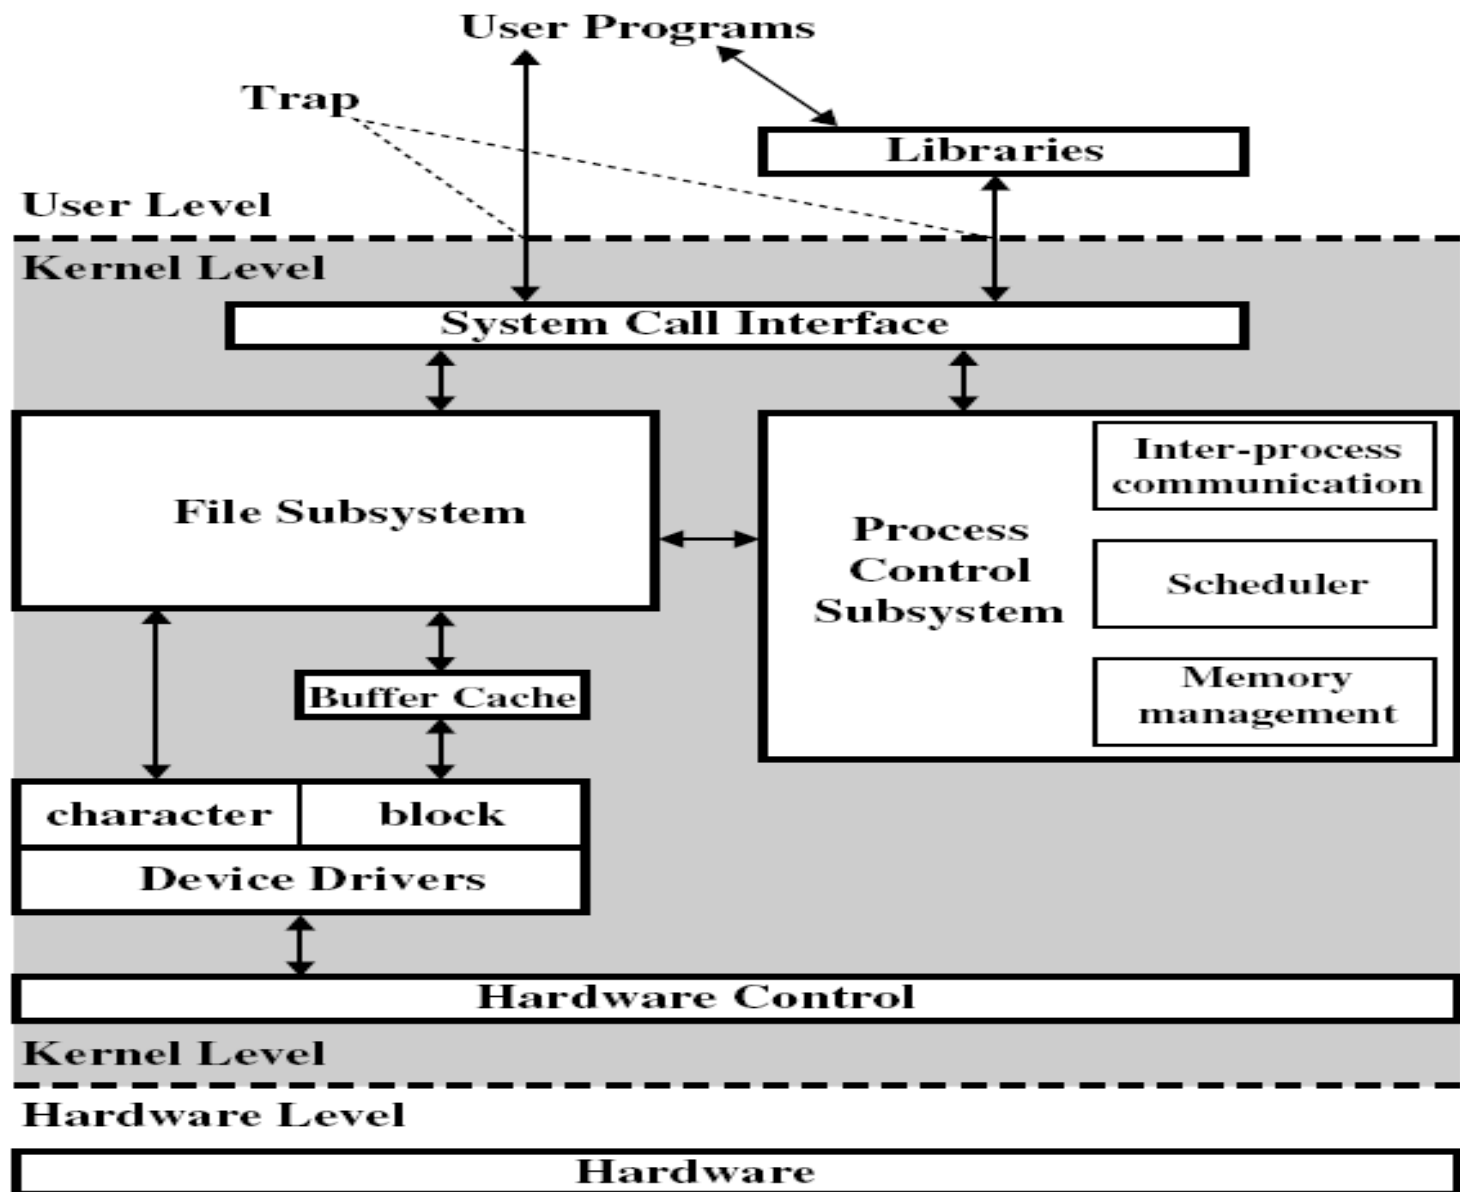 User Programs
Trap
Libraries
User Level
Kernel Level
System Call Interface
File Subsystem
Process
Control
Subsystem
Inter-process
communication
Scheduler
Memory
management
Buffer Cache
character
block
Device Drivers
Hardware Control
Kernel Level
Hardware Level
Hardware